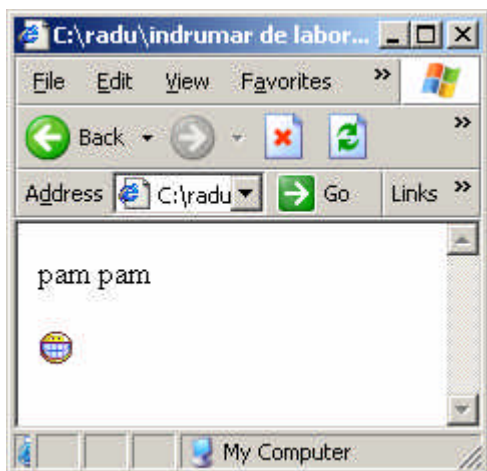 C:\radu\indrumar de labor...
File Edit View Favorites »
Back »
Address C:\radu Go Links »
pam pam
My Computer